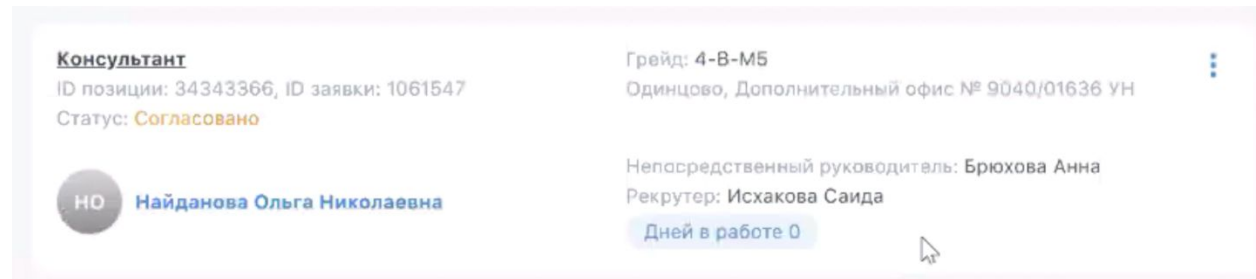 Консультант
ID позиции: 34343366, ID заявки: 1061547
Статус: Согласовано
НО
Найданова Ольга Николаевна
Грейд: 4-В-М5
Одинцово, Дополнительный офис № 9040/01636 УН
Непосредственный руководитель: Брюхова Анна
Рекрутер: Исхакова Саида
Дней в работе 0